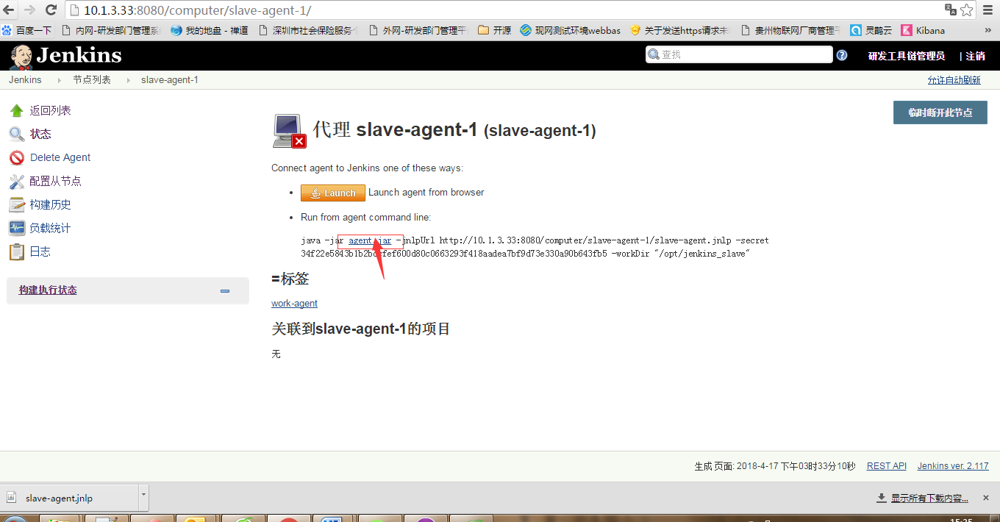 10.1.3.33:8080/computer/slave-agent-1/
百度一下 内网-研发部门管理系 我的地盘 - 禅道 深圳市社会保险服务 外网-研发部门管理平 开源 现网测试环境webbas 关于发送https请求未 贵州物联网厂商管理平 灵鹊云 Kibana »
Jenkins 查找 研发工具链管理员 | 注销
Jenkins 节点列表 slave-agent-1 允许自动刷新
返回列表
状态
Delete Agent
配置从节点
构建历史
负载统计
日志
构建执行状态
临时断开此节点
代理 slave-agent-1 (slave-agent-1)
Connect agent to Jenkins one of these ways:
Launch Launch agent from browser
Run from agent command line:
java -jar agent.jar -jnlpUrl http://10.1.3.33:8080/computer/slave-agent-1/slave-agent.jnlp -secret
-workDir "/opt/jenkins_slave"
=标签
work-agent
关联到slave-agent-1的项目
无
生成 页面: 2018-4-17 下午03时33分10秒 REST API Jenkins ver. 2.117
slave-agent.jnlp 显示所有下载内容...
15:35